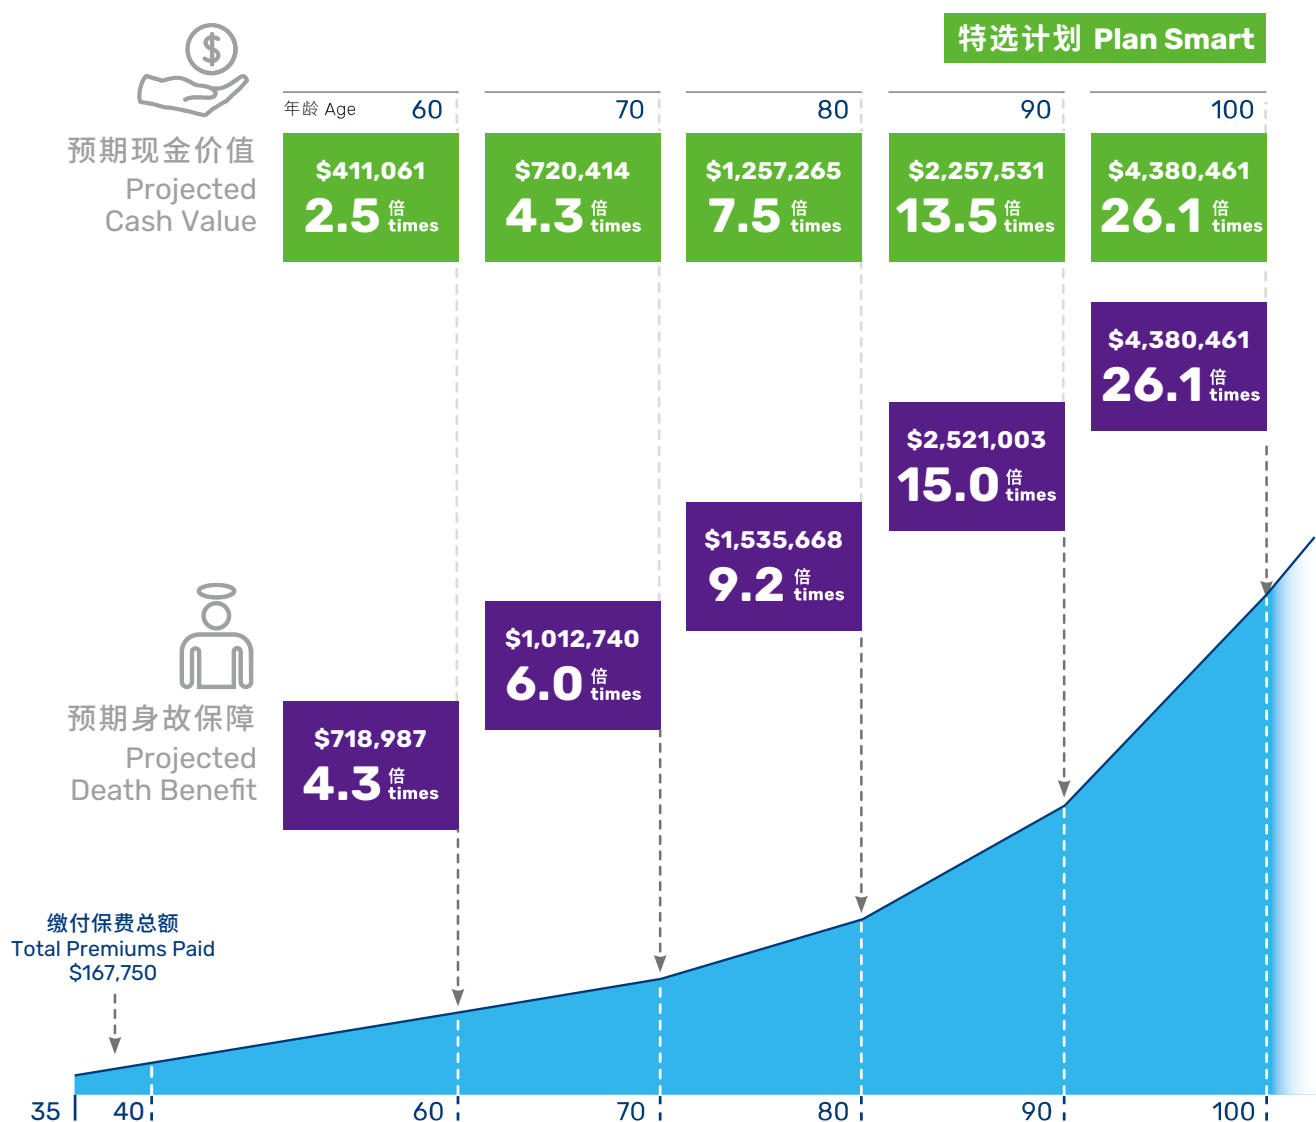 特选计划 Plan Smart
年龄 Age 60 70 80 90 100
预期现金价值
Projected
Cash Value
$411,061
2.5 倍 times
$720,414
4.3 倍 times
$1,257,265
7.5 倍 times
$2,257,531
13.5 倍 times
$4,380,461
26.1 倍 times
预期身故保障
Projected
Death Benefit
$718,987
4.3 倍 times
$1,012,740
6.0 倍 times
$1,535,668
9.2 倍 times
$2,521,003
15.0 倍 times
$4,380,461
26.1 倍 times
缴付保费总额
Total Premiums Paid
$167,750
35 40 60 70 80 90 100